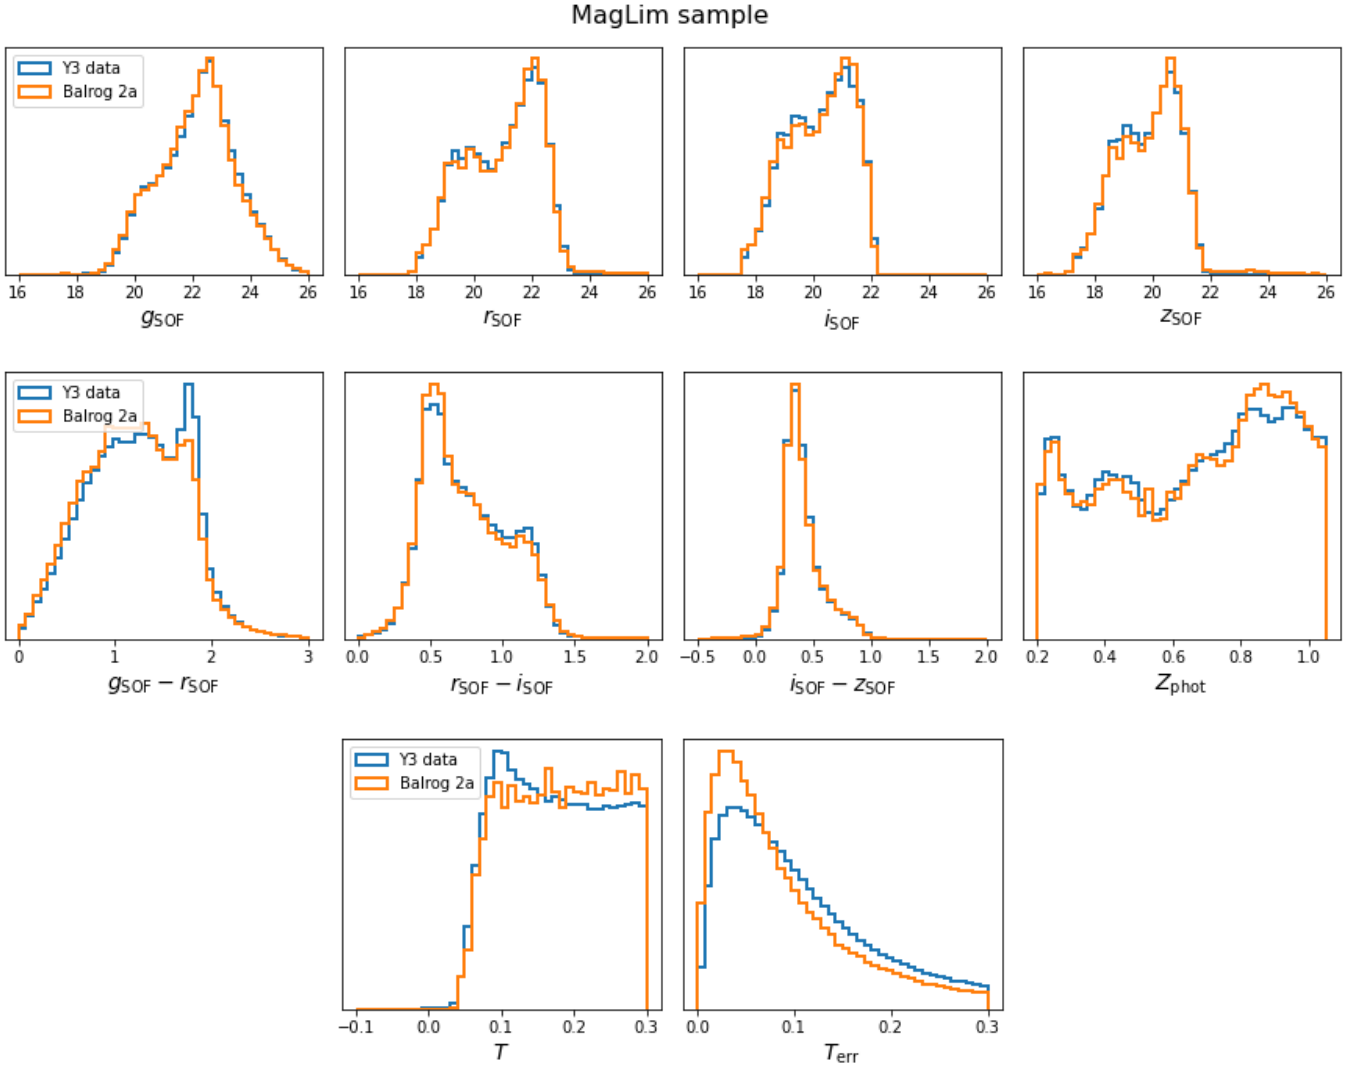 MagLim sample
Y3 data
Balrog 2a
16 18 20 22 24 26
16 18 20 22 24 26
16 18 20 22 24 26
16 18 20 22 24 26
g_SOF
r_SOF
i_SOF
z_SOF
Y3 data
Balrog 2a
0 1 2 3
0.0 0.5 1.0 1.5 2.0
−0.5 0.0 0.5 1.0 1.5 2.0
0.2 0.4 0.6 0.8 1.0
g_SOF − r_SOF
r_SOF − i_SOF
i_SOF − z_SOF
Z_phot
Y3 data
Balrog 2a
−0.1 0.0 0.1 0.2 0.3
0.0 0.1 0.2 0.3
T
T_err